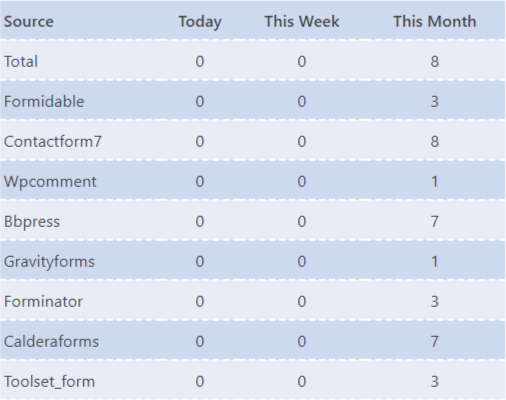 Source Today This Week This Month
Total 0 0 8
Formidable 0 0 3
Contactform7 0 0 8
Wpcomment 0 0 1
Bbpress 0 0 7
Gravityforms 0 0 1
Forminator 0 0 3
Calderaforms 0 0 7
Toolset_form 0 0 3